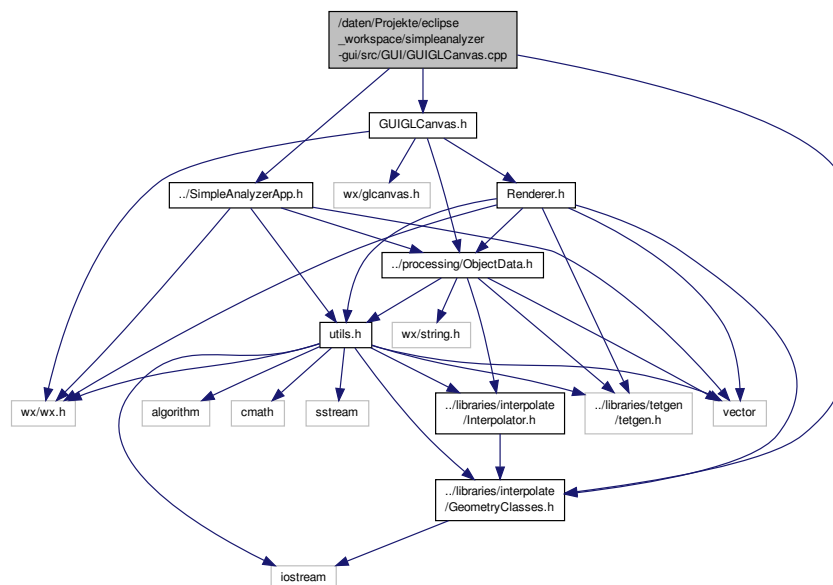 /daten/Projekte/eclipse
_workspace/simpleanalyzer
-gui/src/GUI/GUIGLCanvas.cpp
GUIGLCanvas.h
../SimpleAnalyzerApp.h
wx/glcanvas.h
Renderer.h
../processing/ObjectData.h
utils.h
wx/string.h
wx/wx.h
algorithm
cmath
sstream
../libraries/interpolate
/Interpolator.h
../libraries/tetgen
/tetgen.h
vector
../libraries/interpolate
/GeometryClasses.h
iostream